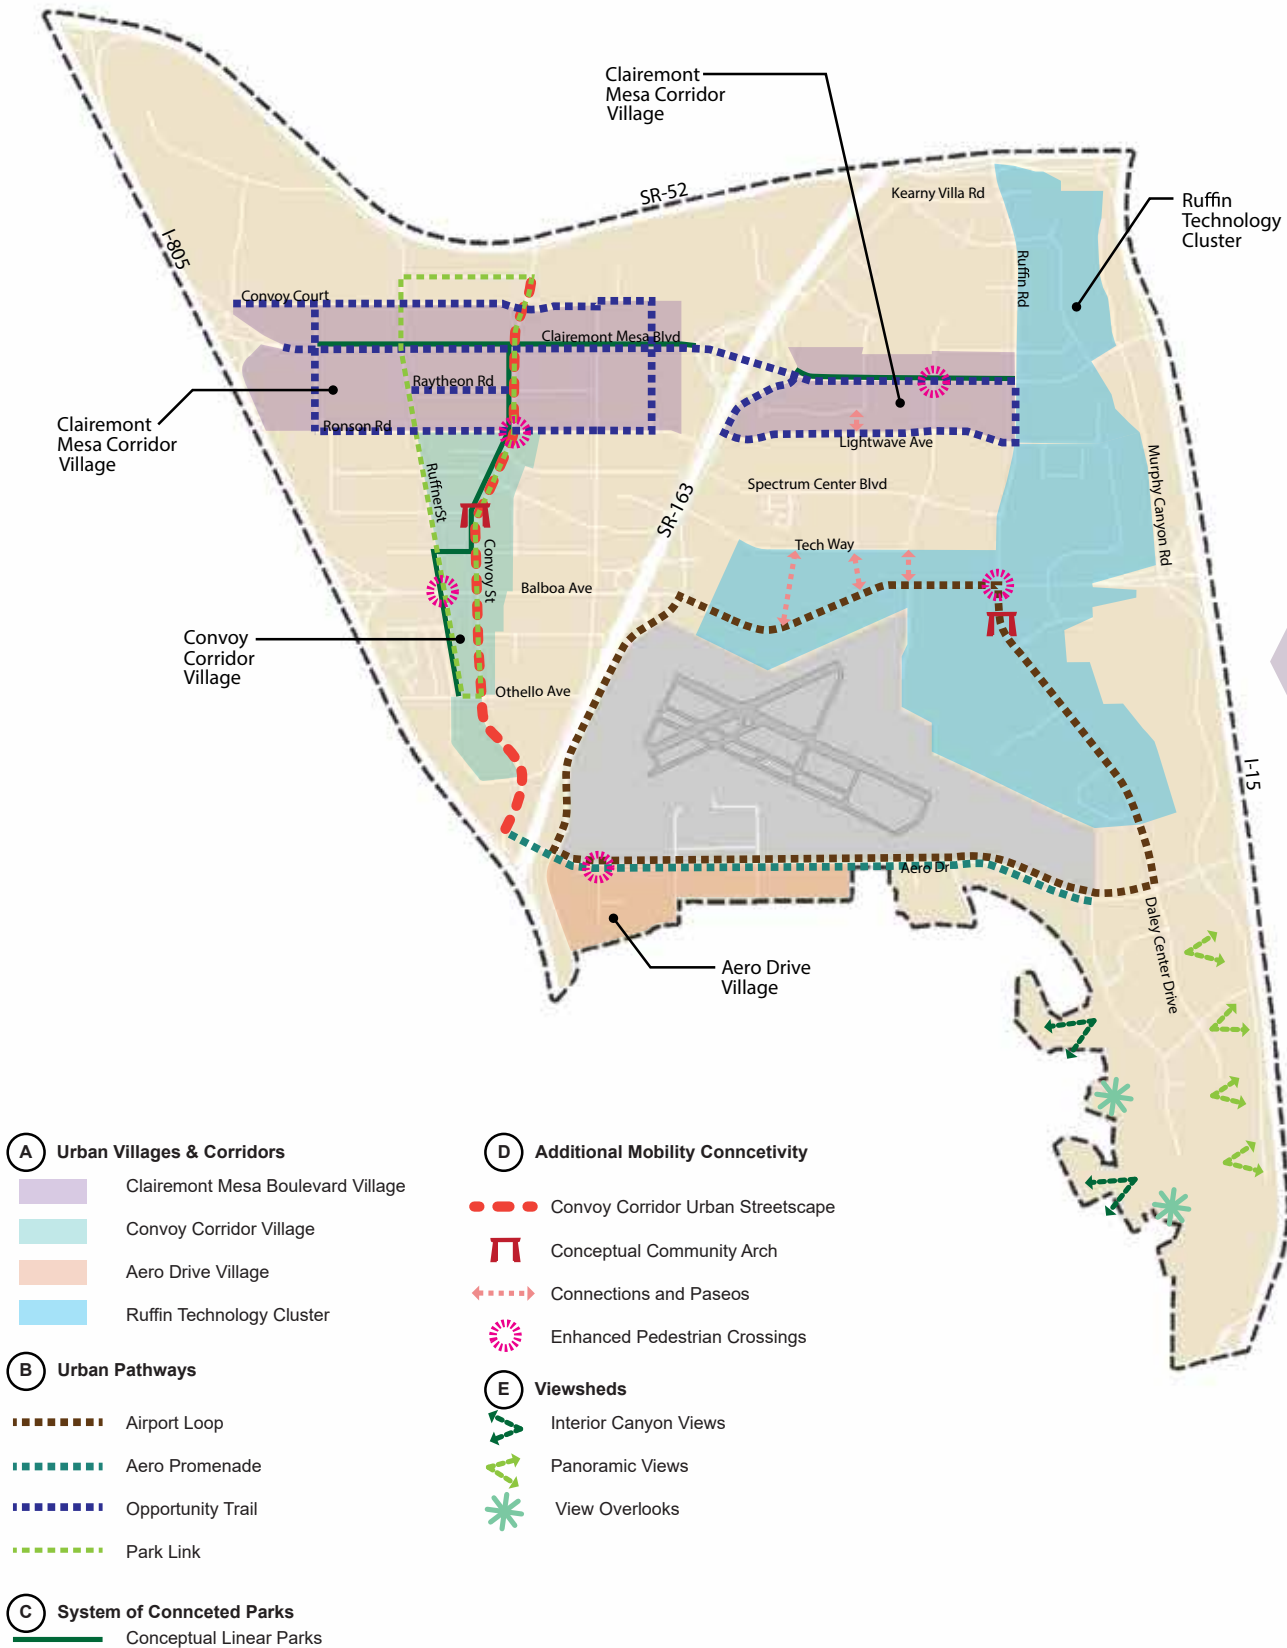 Clairemont
Mesa Corridor
Village
SR-52
Kearny Villa Rd
Ruffin
Technology
Cluster
I-805
Ruffin Rd
Convoy Court
Clairemont Mesa Blvd
Raytheon Rd
Ronson Rd
Clairemont
Mesa Corridor
Village
Lightwave Ave
Murphy Canyon Rd
RuffnerSt
Spectrum Center Blvd
SR-163
Tech Way
Convoy St
Balboa Ave
Convoy
Corridor
Village
Othello Ave
I-15
Aero Dr
Daley Center Drive
Aero Drive
Village
A Urban Villages & Corridors
Clairemont Mesa Boulevard Village
Convoy Corridor Village
Aero Drive Village
Ruffin Technology Cluster
B Urban Pathways
Airport Loop
Aero Promenade
Opportunity Trail
Park Link
C System of Connceted Parks
Conceptual Linear Parks
D Additional Mobility Conncetivity
Convoy Corridor Urban Streetscape
Conceptual Community Arch
Connections and Paseos
Enhanced Pedestrian Crossings
E Viewsheds
Interior Canyon Views
Panoramic Views
View Overlooks